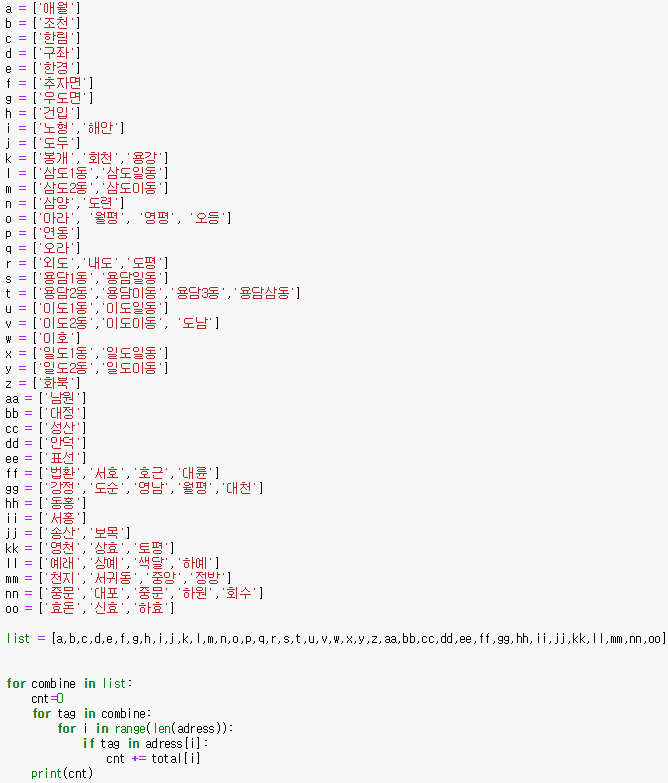 a = ['애월']
b = ['조천']
c = ['한림']
d = ['구좌']
e = ['한경']
f = ['추자면']
g = ['우도면']
h = ['건입']
i = ['노형','해안']
j = ['도두']
k = ['봉개','회천','용강']
l = ['삼도1동','삼도일동']
m = ['삼도2동','삼도이동']
n = ['삼양','도련']
o = ['아라', '월평', '영평', '오등']
p = ['연동']
q = ['오라']
r = ['외도','내도','도평']
s = ['용담1동','용담일동']
t = ['용담2동','용담이동','용담3동','용담삼동']
u = ['이도1동','이도일동']
v = ['이도2동','이도이동', '도남']
w = ['이호']
x = ['일도1동','일도일동']
y = ['일도2동','일도이동']
z = ['화북']
aa = ['남원']
bb = ['대정']
cc = ['성산']
dd = ['안덕']
ee = ['표선']
ff = ['법환','서호','호근','대륜']
gg = ['강정','도순','영남','월평','대천']
hh = ['동홍']
ii = ['서홍']
jj = ['송산','보목']
kk = ['영천','상효','토평']
ll = ['예래','상예','색달','하예']
mm = ['천지','서귀동','중앙','정방']
nn = ['중문','대포','중문','하원','회수']
oo = ['효돈','신효','하효']
list = [a,b,c,d,e,f,g,h,i,j,k,l,m,n,o,p,q,r,s,t,u,v,w,x,y,z,aa,bb,cc,dd,ee,ff,gg,hh,ii,jj,kk,ll,mm,nn,oo]
for combine in list:
    cnt=0
    for tag in combine:
        for i in range(len(adress)):
            if tag in adress[i]:
                cnt += total[i]
    print(cnt)